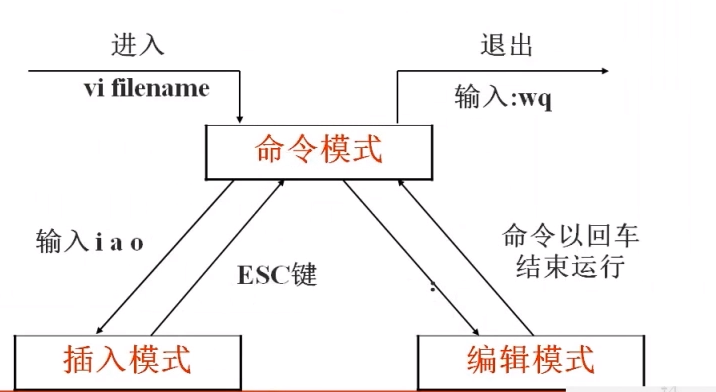 进入
vi filename
退出
输入:wq
命令模式
输入 i a o
ESC键
:
命令以回车
结束运行
插入模式
编辑模式